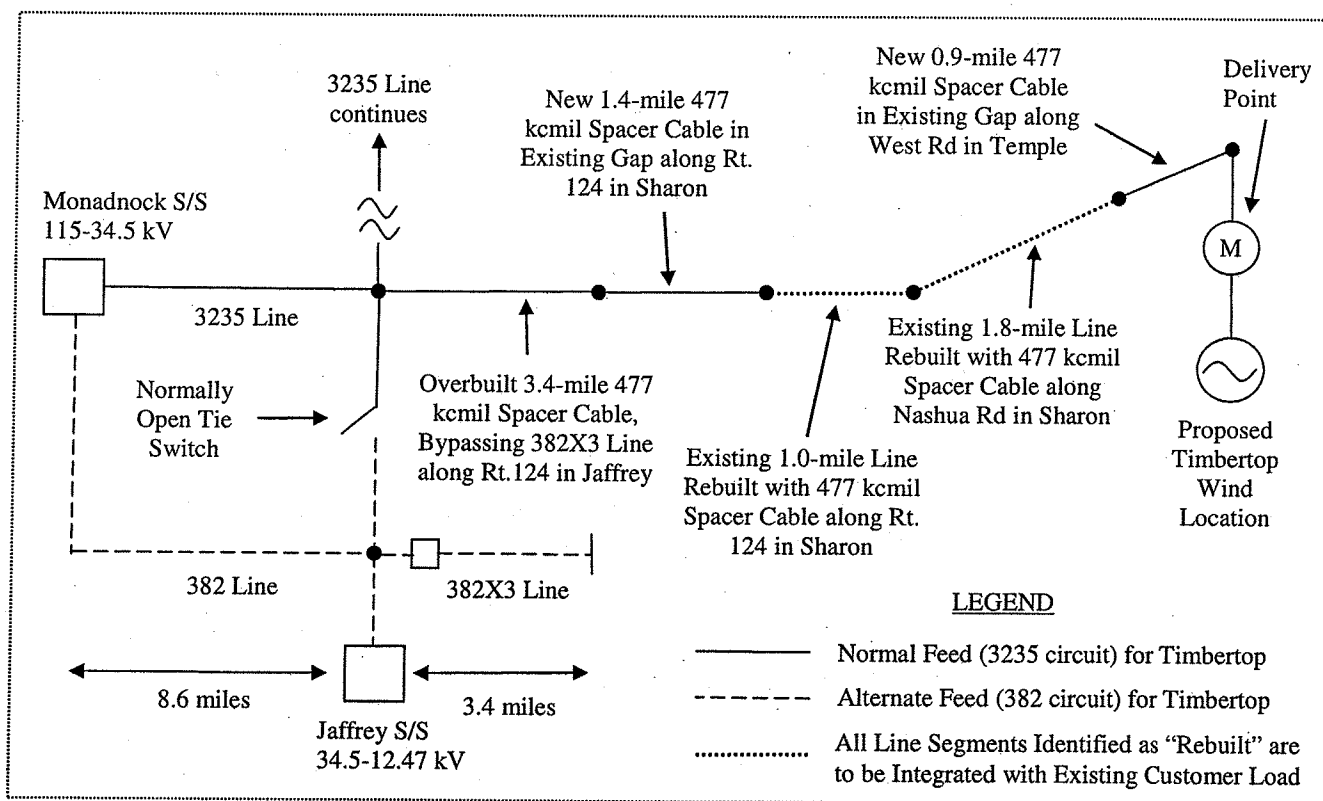 3235 Line
continues
New 1.4-mile 477
kcmil Spacer Cable in
Existing Gap along Rt.
124 in Sharon
New 0.9-mile 477
kcmil Spacer Cable
in Existing Gap along
West Rd in Temple
Delivery
Point
Monadnock S/S
115-34.5 kV
3235 Line
M
Normally
Open Tie
Switch
Overbuilt 3.4-mile 477
kcmil Spacer Cable,
Bypassing 382X3 Line
along Rt.124 in Jaffrey
Existing 1.0-mile Line
Rebuilt with 477 kcmil
Spacer Cable along Rt.
124 in Sharon
Existing 1.8-mile Line
Rebuilt with 477 kcmil
Spacer Cable along
Nashua Rd in Sharon
Proposed
Timbertop
Wind
Location
382 Line
382X3 Line
8.6 miles
3.4 miles
Jaffrey S/S
34.5-12.47 kV
LEGEND
Normal Feed (3235 circuit) for Timbertop
Alternate Feed (382 circuit) for Timbertop
All Line Segments Identified as “Rebuilt” are
to be Integrated with Existing Customer Load